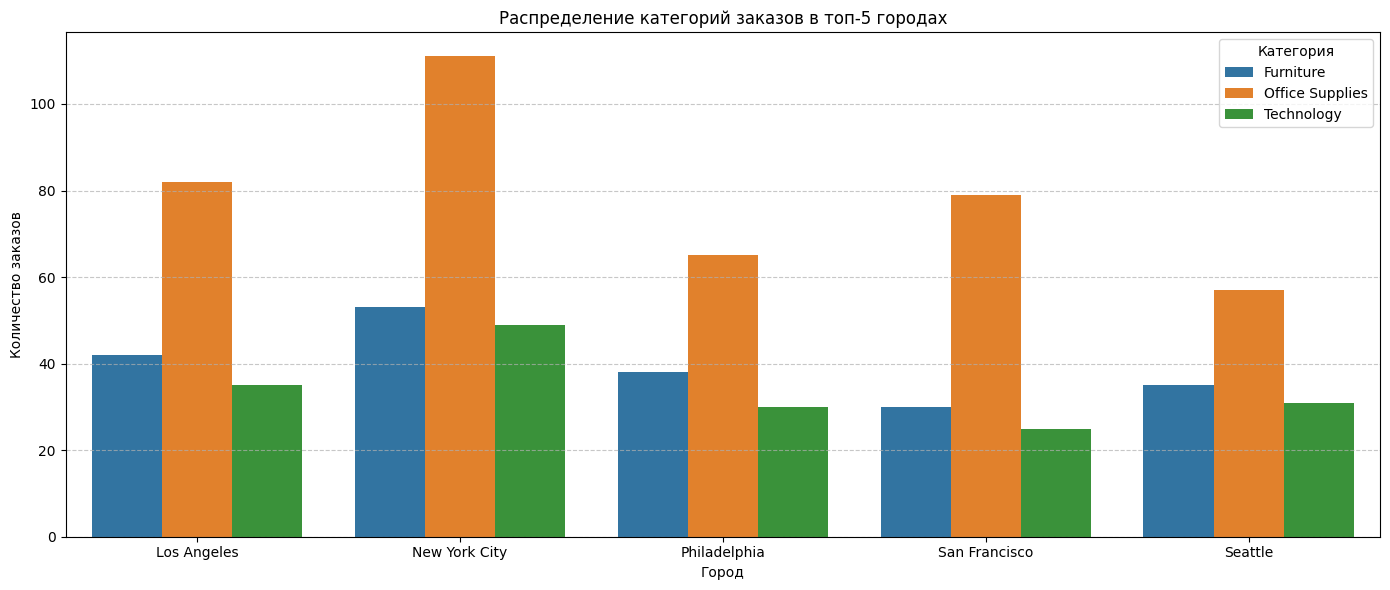 Распределение категорий заказов в топ-5 городах
Категория
Furniture
Office Supplies
Technology
Количество заказов
100
80
60
40
20
0
Los Angeles
New York City
Philadelphia
San Francisco
Seattle
Город